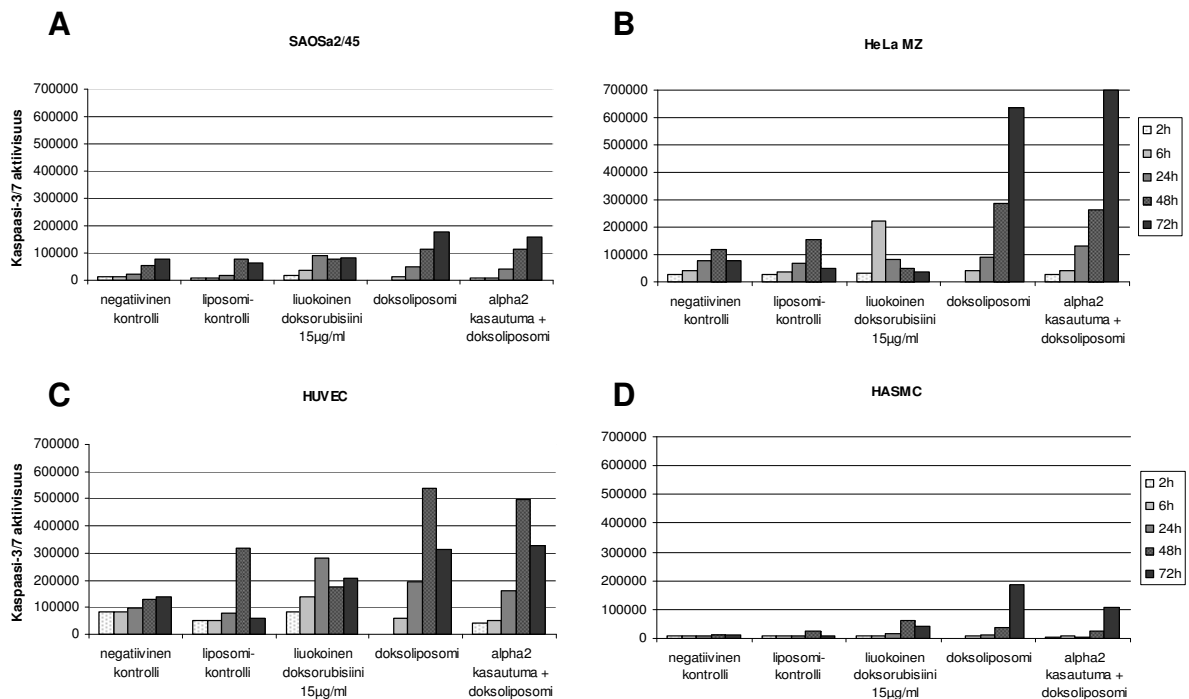 A
SAOSa2/45
Kaspaasi-3/7 aktiivisuus
700000
600000
500000
400000
300000
200000
100000
0
negatiivinen kontrolli
liposomi-kontrolli
liuokoinen doksorubisiini 15µg/ml
doksoliposomi
alpha2 kasautuma + doksoliposomi
B
HeLa MZ
700000
600000
500000
400000
300000
200000
100000
0
negatiivinen kontrolli
liposomi-kontrolli
liuokoinen doksorubisiini 15µg/ml
doksoliposomi
alpha2 kasautuma + doksoliposomi
2h
6h
24h
48h
72h
C
HUVEC
Kaspaasi-3/7 aktiivisuus
700000
600000
500000
400000
300000
200000
100000
0
negatiivinen kontrolli
liposomi-kontrolli
liuokoinen doksorubisiini 15µg/ml
doksoliposomi
alpha2 kasautuma + doksoliposomi
D
HASMC
700000
600000
500000
400000
300000
200000
100000
0
negatiivinen kontrolli
liposomi-kontrolli
liuokoinen doksorubisiini 15µg/ml
doksoliposomi
alpha2 kasautuma + doksoliposomi
2h
6h
24h
48h
72h